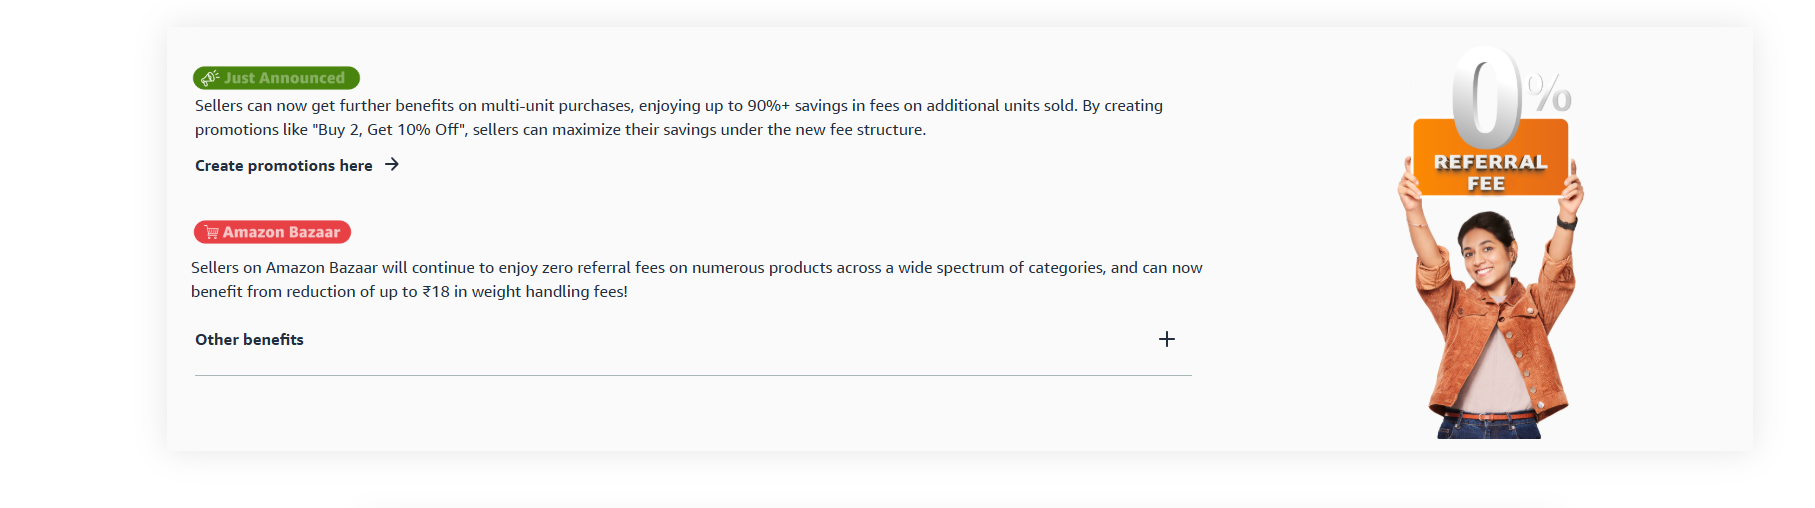 Just Announced
Sellers can now get further benefits on multi-unit purchases, enjoying up to 90%+ savings in fees on additional units sold. By creating
promotions like "Buy 2, Get 10% Off", sellers can maximize their savings under the new fee structure.
Create promotions here
Amazon Bazaar
Sellers on Amazon Bazaar will continue to enjoy zero referral fees on numerous products across a wide spectrum of categories, and can now
benefit from reduction of up to ₹18 in weight handling fees!
Other benefits
0%
REFERRAL
FEE